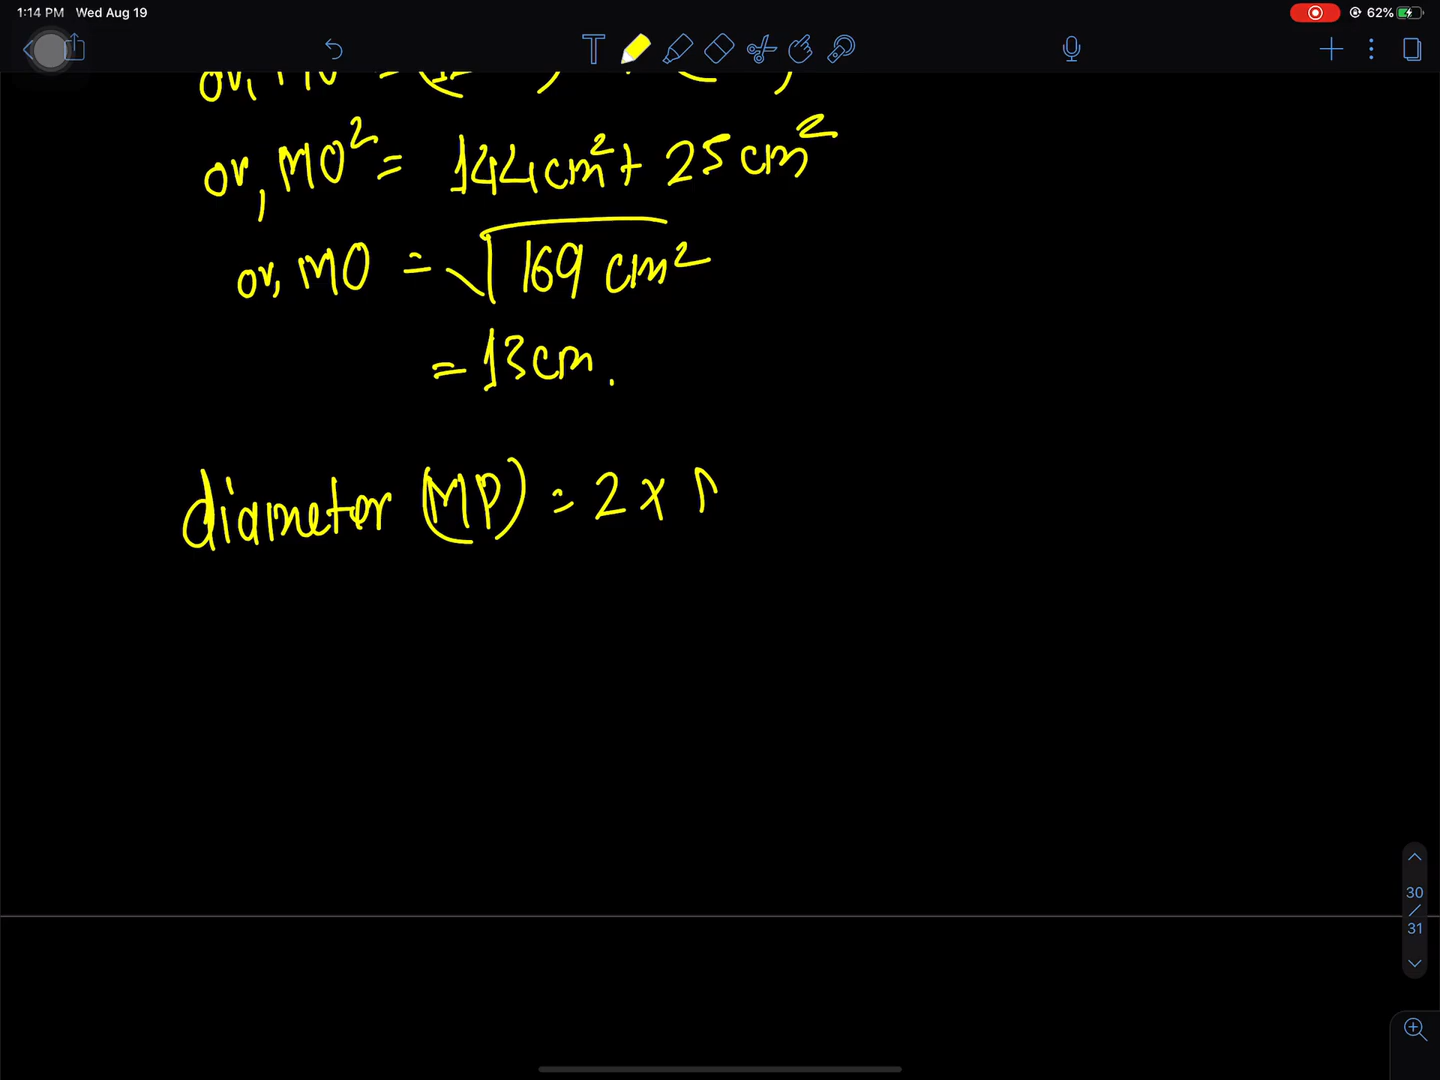 1:14 PM Wed Aug 19
62%
T
or, MO² = 144cm² + 25cm²
or, MO = √169 cm²
= 13cm.
diameter (MP) = 2 ×
30
/
31